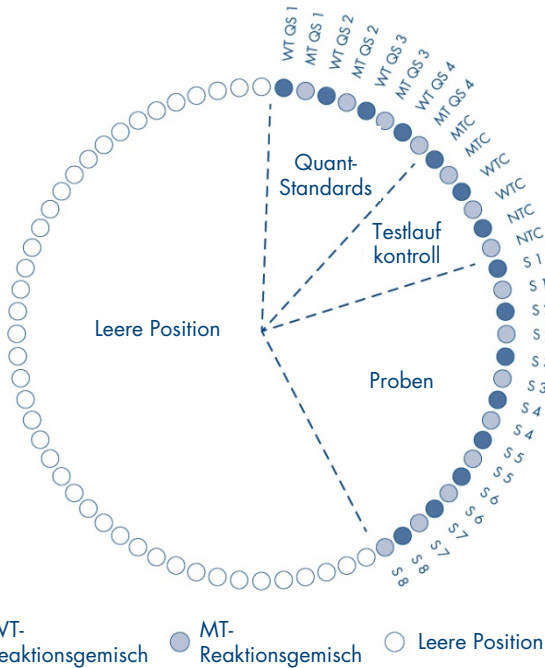 WT QS 1
MT QS 1
WT QS 2
MT QS 2
WT QS 3
MT QS 3
WT QS 4
MT QS 4
MTC
MTC
WTC
WTC
NTC
NTC
S 1
S 1
S
S
S
S 3
S 4
S 4
S 5
S 5
S 6
S 6
S 7
S 7
S 8
S 8
Quant-
Standards
Testlauf
kontroll
Leere Position
Proben
MT-
Reaktionsgemisch
Leere Position